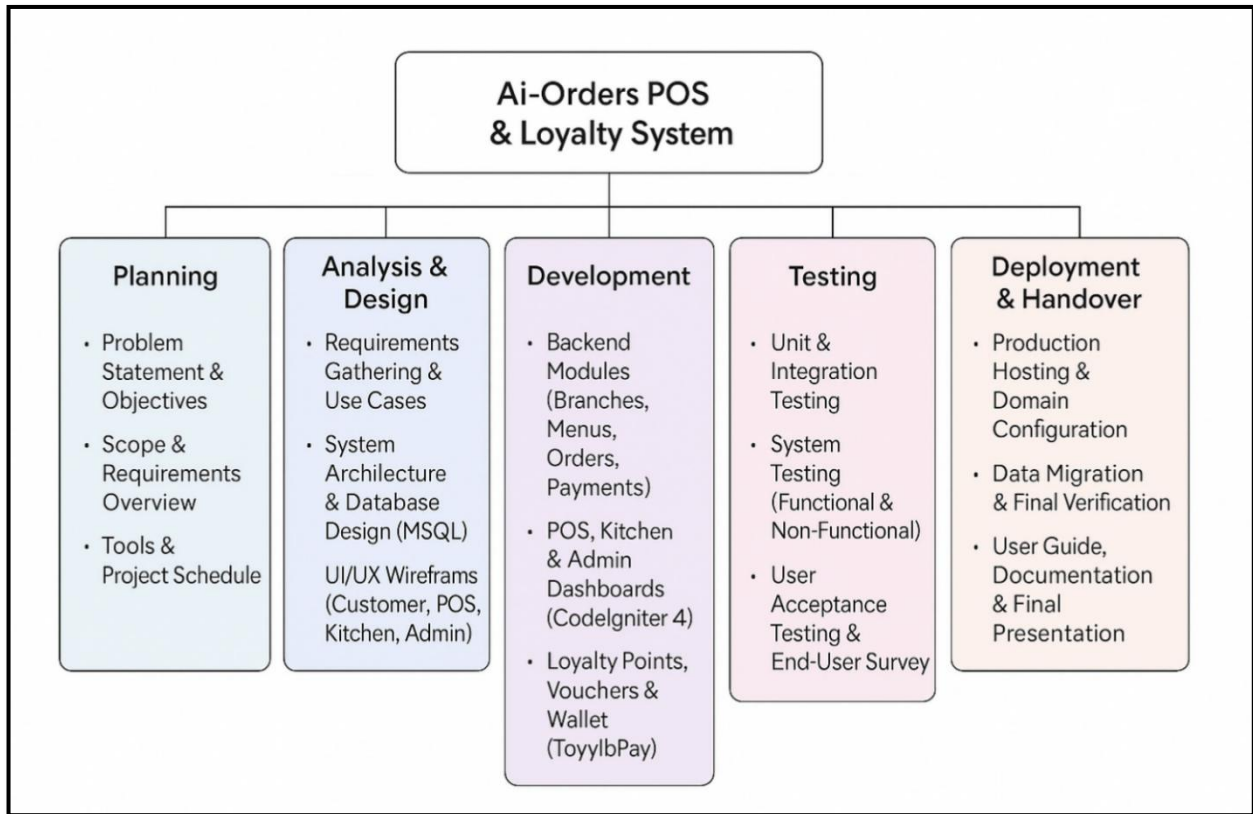 Ai-Orders POS
& Loyalty System
Planning
• Problem
Statement &
Objectives
• Scope &
Requirements
Overview
• Tools &
Project Schedule
Analysis &
Design
• Requirements
Gathering &
Use Cases
• System
Archilecture
& Database
Design (MSQL)
UI/UX Wireframs
(Customer, POS,
Kitchen, Admin)
Development
• Backend
Modules
(Branches,
Menus,
Orders,
Payments)
• POS, Kitchen
& Admin
Dashboards
(CodeIgniter 4)
• Loyalty Points,
Vouchers &
Wallet
(ToyylbPay)
Testing
• Unit &
Integration
Testing
• System
Testing
(Functional &
Non-Functional)
• User
Acceptance
Testing &
End-User Survey
Deployment
& Handover
• Production
Hosting &
Domain
Configuration
• Data Migration
& Final Verification
• User Guide,
Documentation
& Final
Presentation